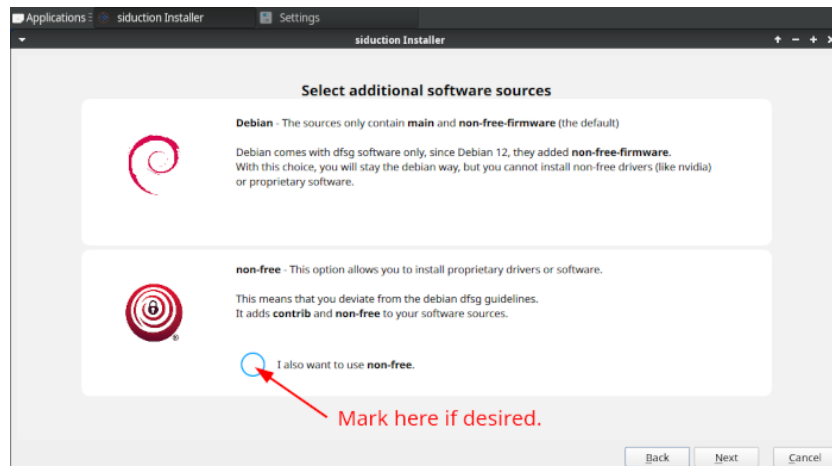 Applications
siduction Installer
Settings
siduction Installer
Select additional software sources
Debian - The sources only contain main and non-free-firmware (the default)
Debian comes with dfsg software only, since Debian 12, they added non-free-firmware.
With this choice, you will stay the debian way, but you cannot install non-free drivers (like nvidia)
or proprietary software.
non-free - This option allows you to install proprietary drivers or software.
This means that you deviate from the debian dfsg guidelines.
It adds contrib and non-free to your software sources.
®
I also want to use non-free.
Mark here if desired.
Back
Next
Cancel